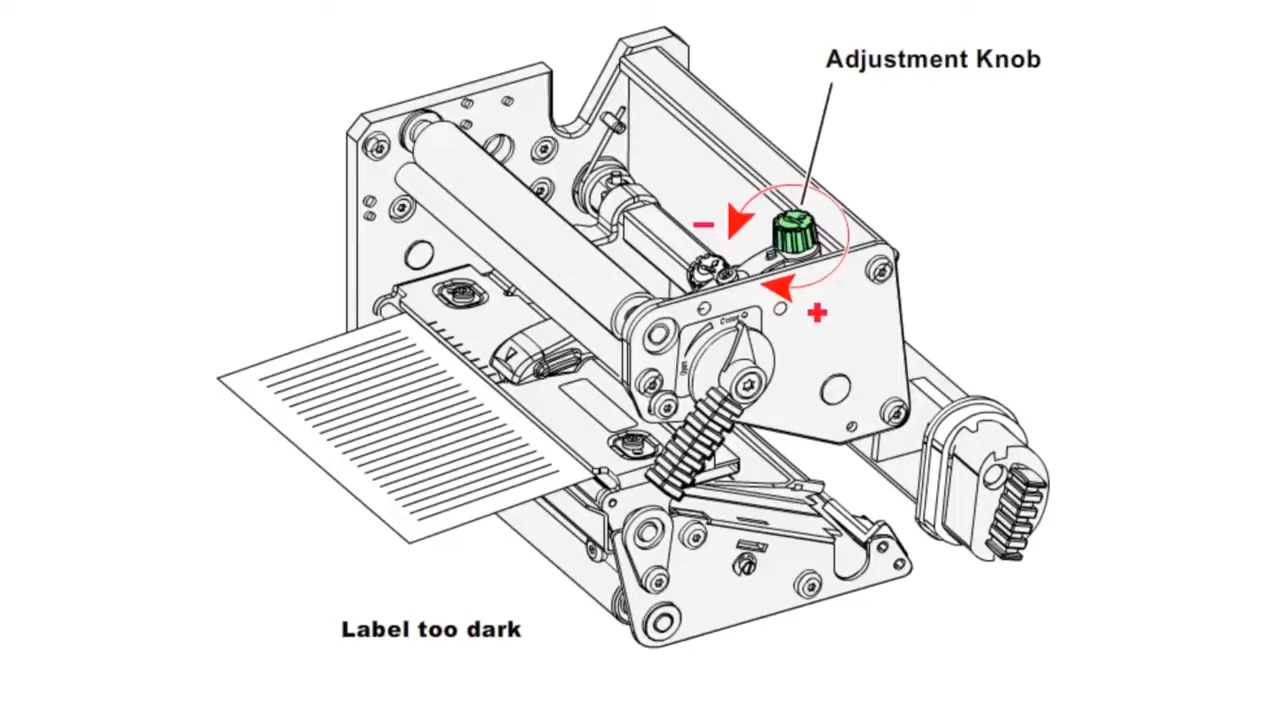 Adjustment Knob
−
+
Label too dark